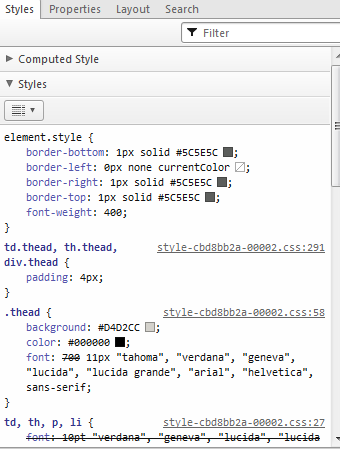 Styles Properties Layout Search
Filter
Computed Style
Styles
element.style {
border-bottom: 1px solid #5C5E5C ;
border-left: 0px none currentColor ;
border-right: 1px solid #5C5E5C ;
border-top: 1px solid #5C5E5C ;
font-weight: 400;
}
td.thead, th.thead, style-cbd8bb2a-00002.css:291
div.thead {
padding: 4px;
}
.thead { style-cbd8bb2a-00002.css:58
background: #D4D2CC ;
color: #000000 ;
font: 700 11px "tahoma", "verdana", "geneva",
"lucida", "lucida grande", "arial", "helvetica",
sans-serif;
}
td, th, p, li { style-cbd8bb2a-00002.css:27
font: 10pt "verdana", "geneva", "lucida", "lucida